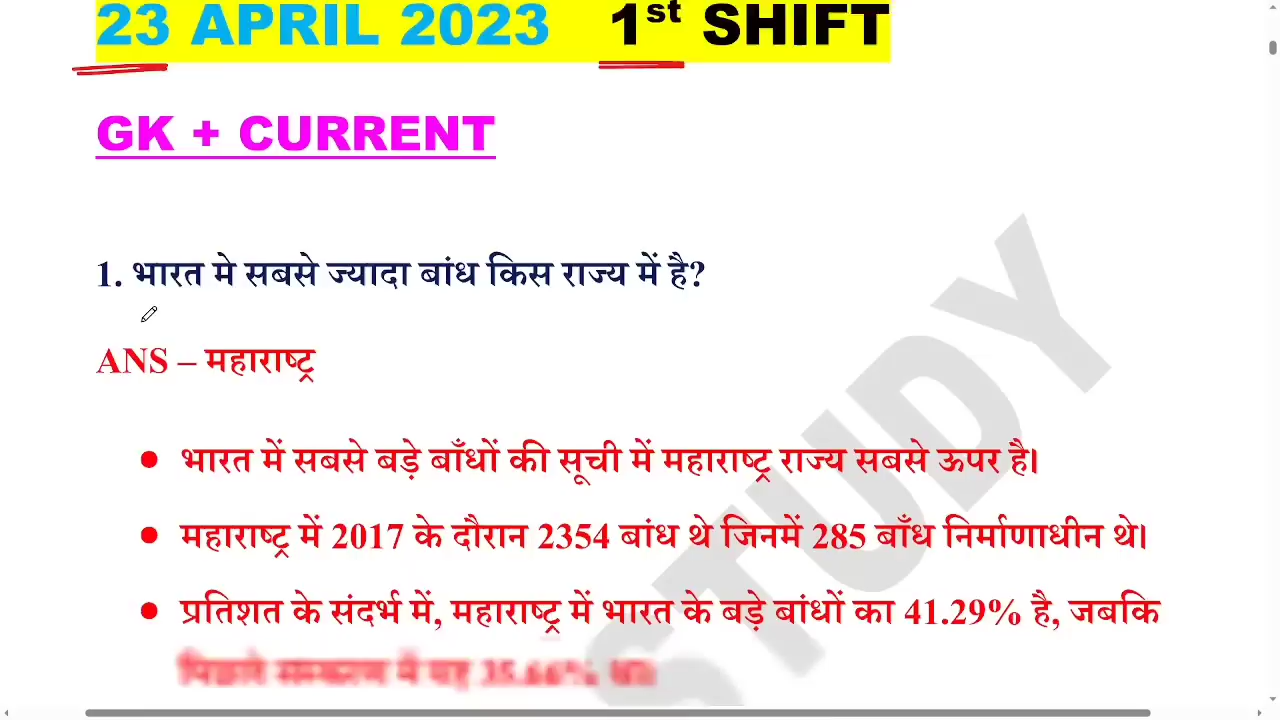 23 APRIL 2023 1st SHIFT
GK + CURRENT
1. भारत मे सबसे ज्यादा बांध किस राज्य में है?
ANS – महाराष्ट्र
• भारत में सबसे बड़े बाँधों की सूची में महाराष्ट्र राज्य सबसे ऊपर है।
• महाराष्ट्र में 2017 के दौरान 2354 बांध थे जिनमें 285 बाँध निर्माणाधीन थे।
• प्रतिशत के संदर्भ में, महाराष्ट्र में भारत के बड़े बांधों का 41.29% है, जबकि
STUDY